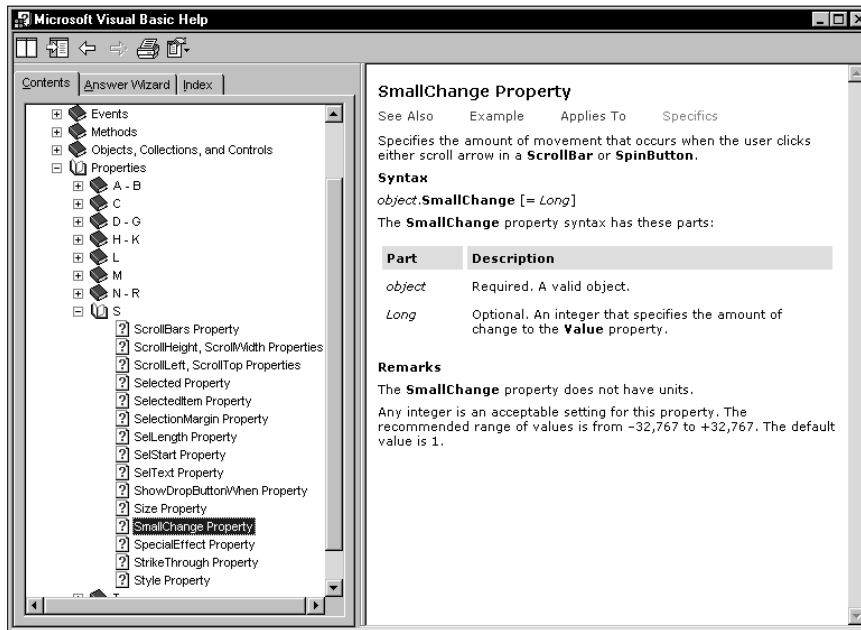 Microsoft Visual Basic Help
Contents Answer Wizard Index
Events
Methods
Objects, Collections, and Controls
Properties
A - B
C
D - G
H - K
L
M
N - R
S
ScrollBars Property
ScrollHeight, ScrollWidth Properties
ScrollLeft, ScrollTop Properties
Selected Property
SelectedItem Property
SelectionMargin Property
SelLength Property
SelStart Property
SelText Property
ShowDropButtonWhen Property
Size Property
SmallChange Property
SpecialEffect Property
StrikeThrough Property
Style Property
SmallChange Property
See Also Example Applies To Specifics
Specifies the amount of movement that occurs when the user clicks
either scroll arrow in a ScrollBar or SpinButton.
Syntax
object.SmallChange [= Long]
The SmallChange property syntax has these parts:
Part Description
object Required. A valid object.
Long Optional. An integer that specifies the amount of
change to the Value property.
Remarks
The SmallChange property does not have units.
Any integer is an acceptable setting for this property. The
recommended range of values is from -32,767 to +32,767. The default
value is 1.